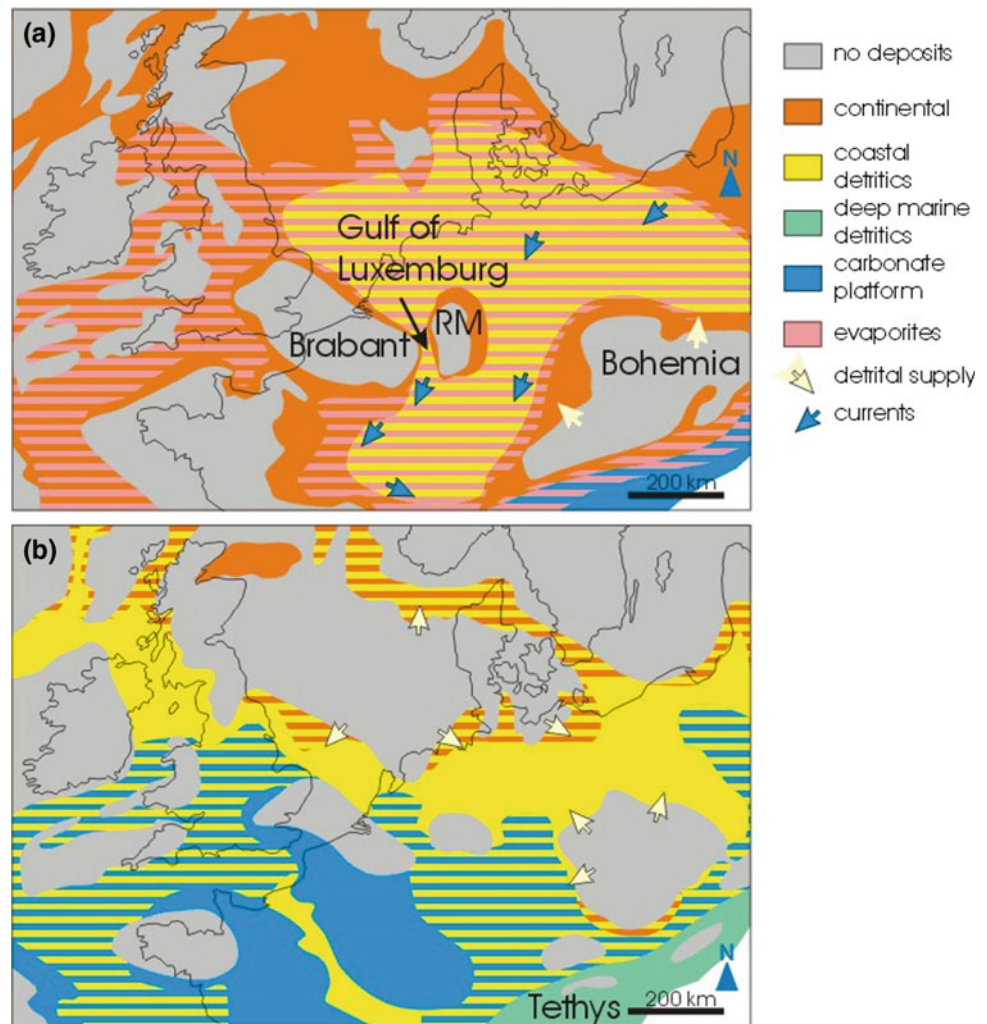 (a)
N
Gulf of
Luxemburg
RM
Brabant
Bohemia
200 km
no deposits
continental
coastal
detritics
deep marine
detritics
carbonate
platform
evaporites
detrital supply
currents
(b)
N
Tethys
200 km